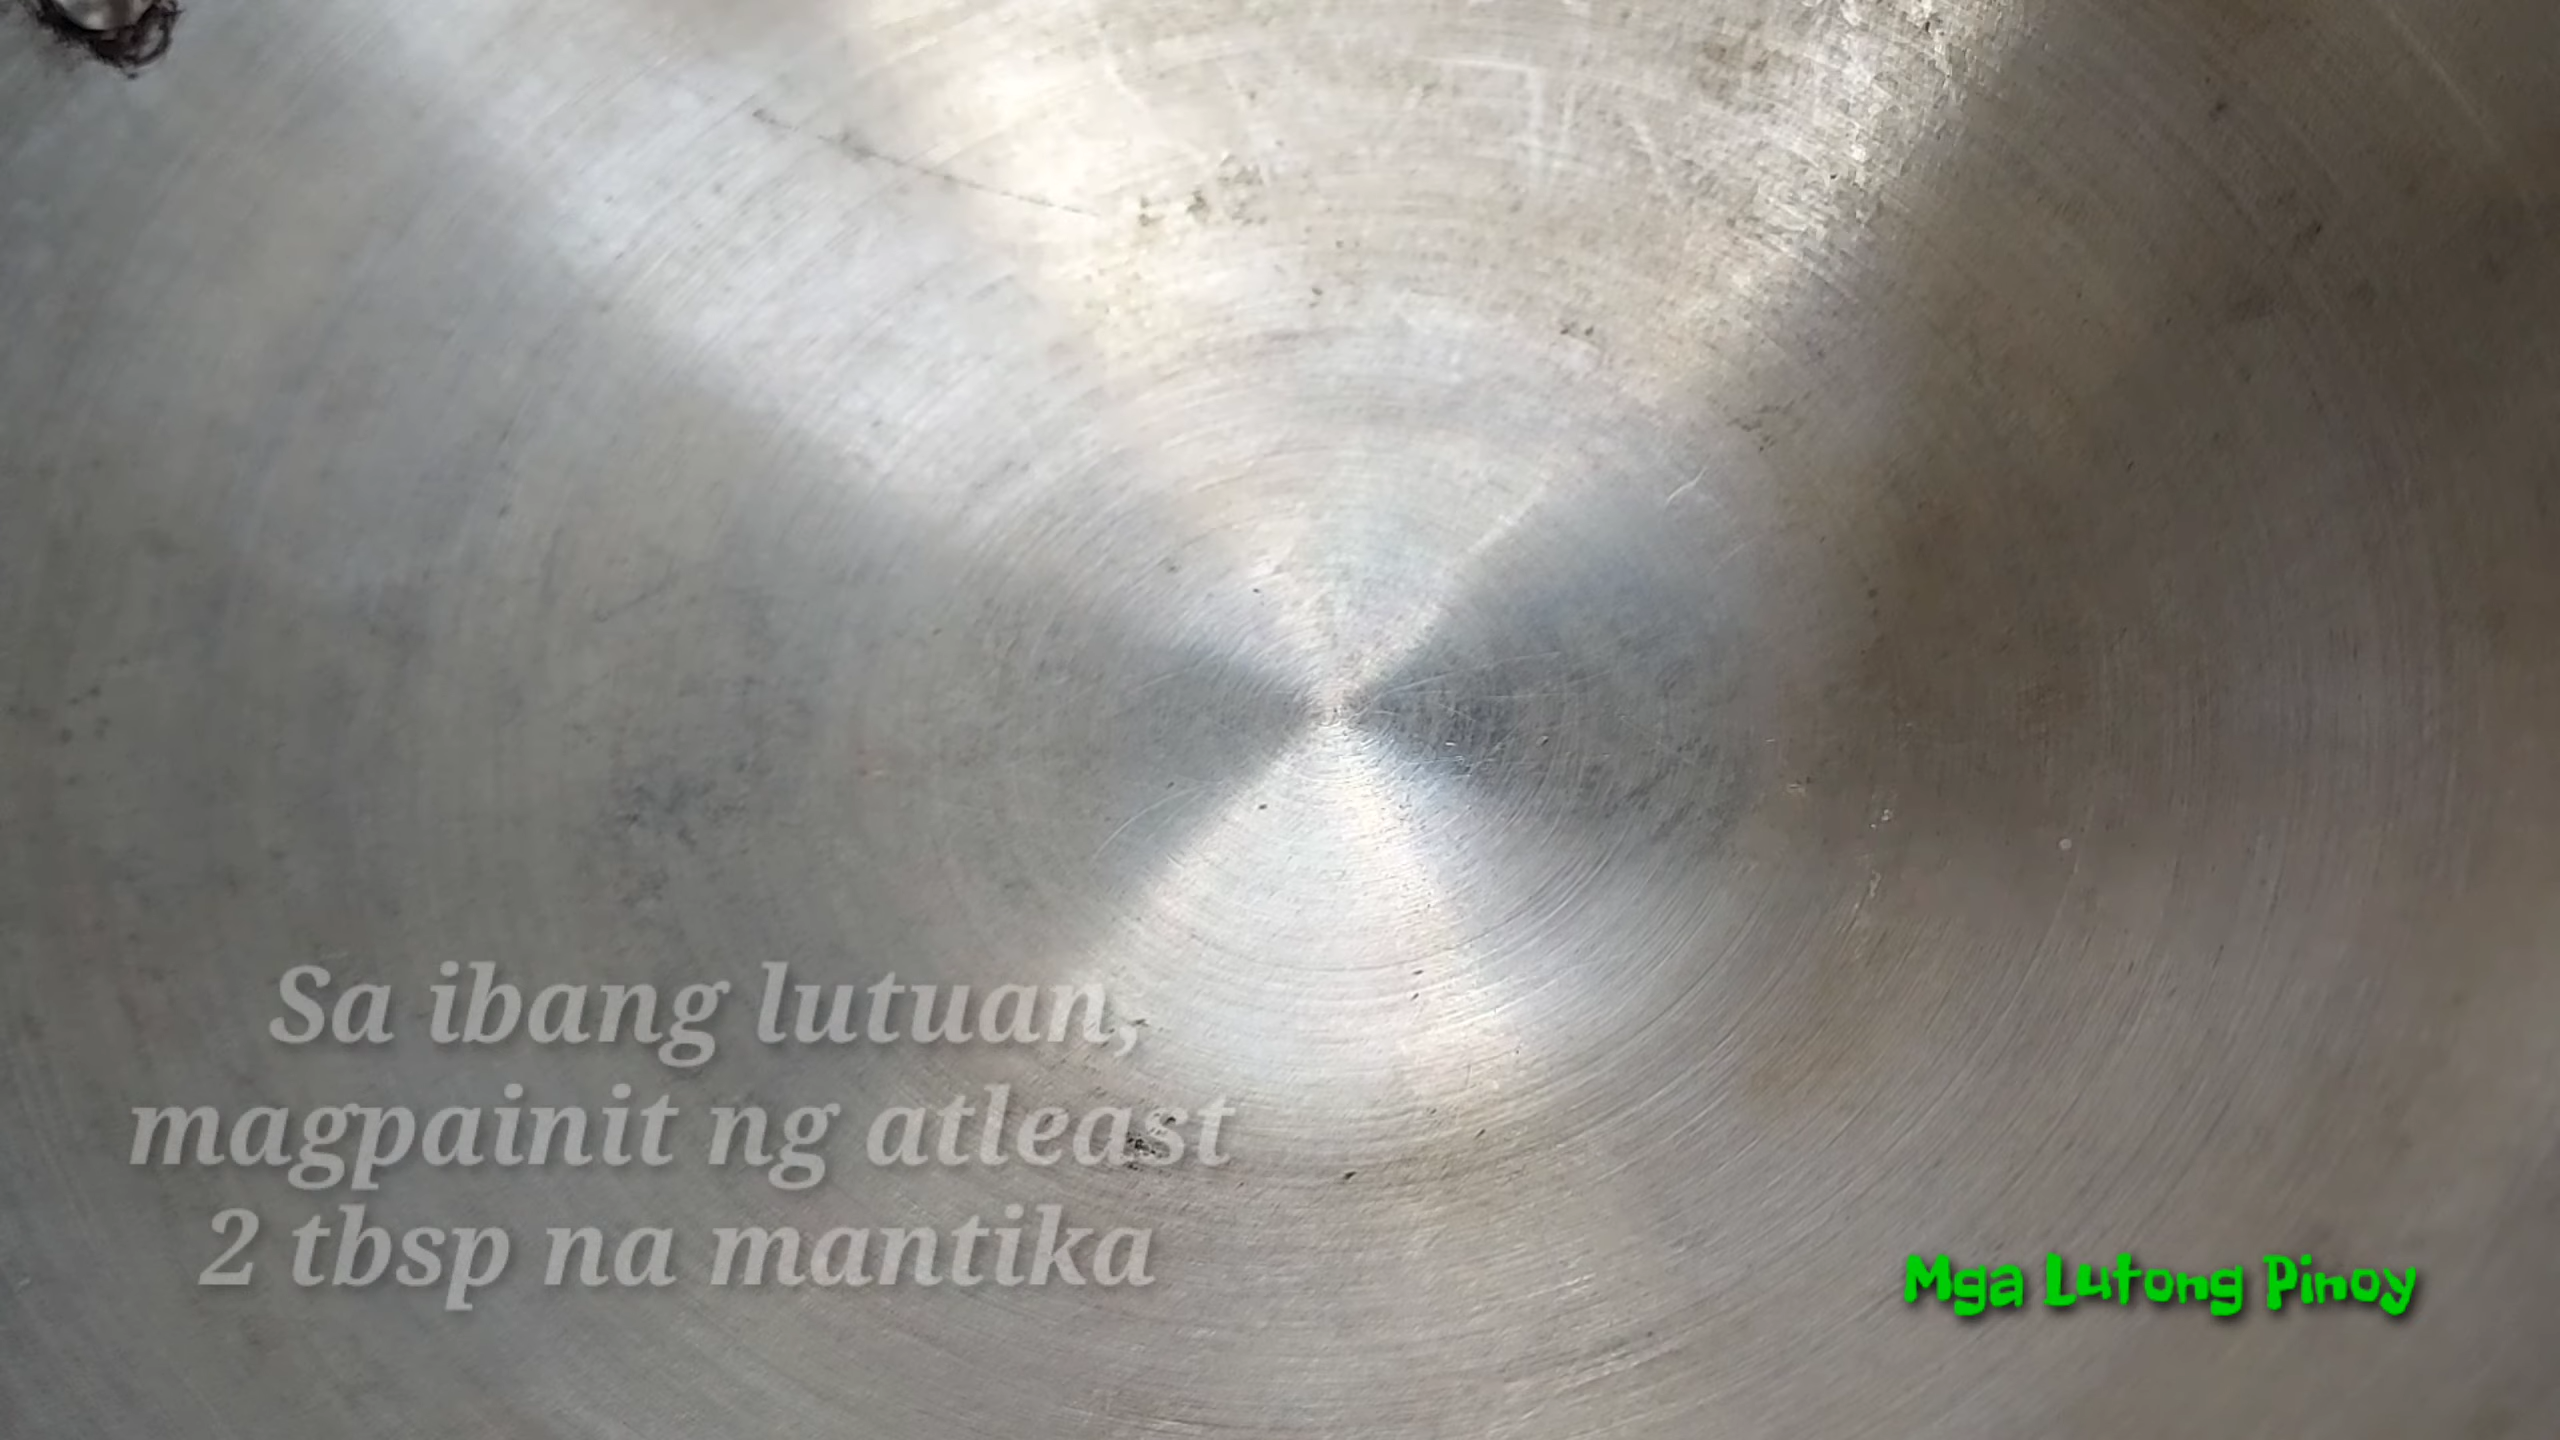 Sa ibang lutuan,
magpainit ng atleast
2 tbsp na mantika
Mga Lutong Pinoy